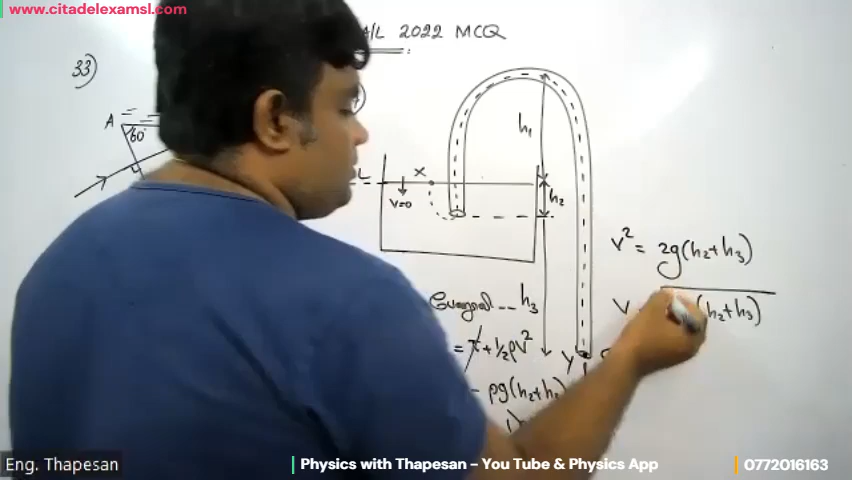 www.citadelexamsl.com
A/L 2022 MCQ
33)
A
60°
L
X
V=0
h₁
h₂
h₃
V² = 2g(h₂+h₃)
V
(h₂+h₃)
= π + ½ρV²
- ρg(h₂+h₃)
Y
Eng. Thapesan
Physics with Thapesan – You Tube & Physics App
0772016163